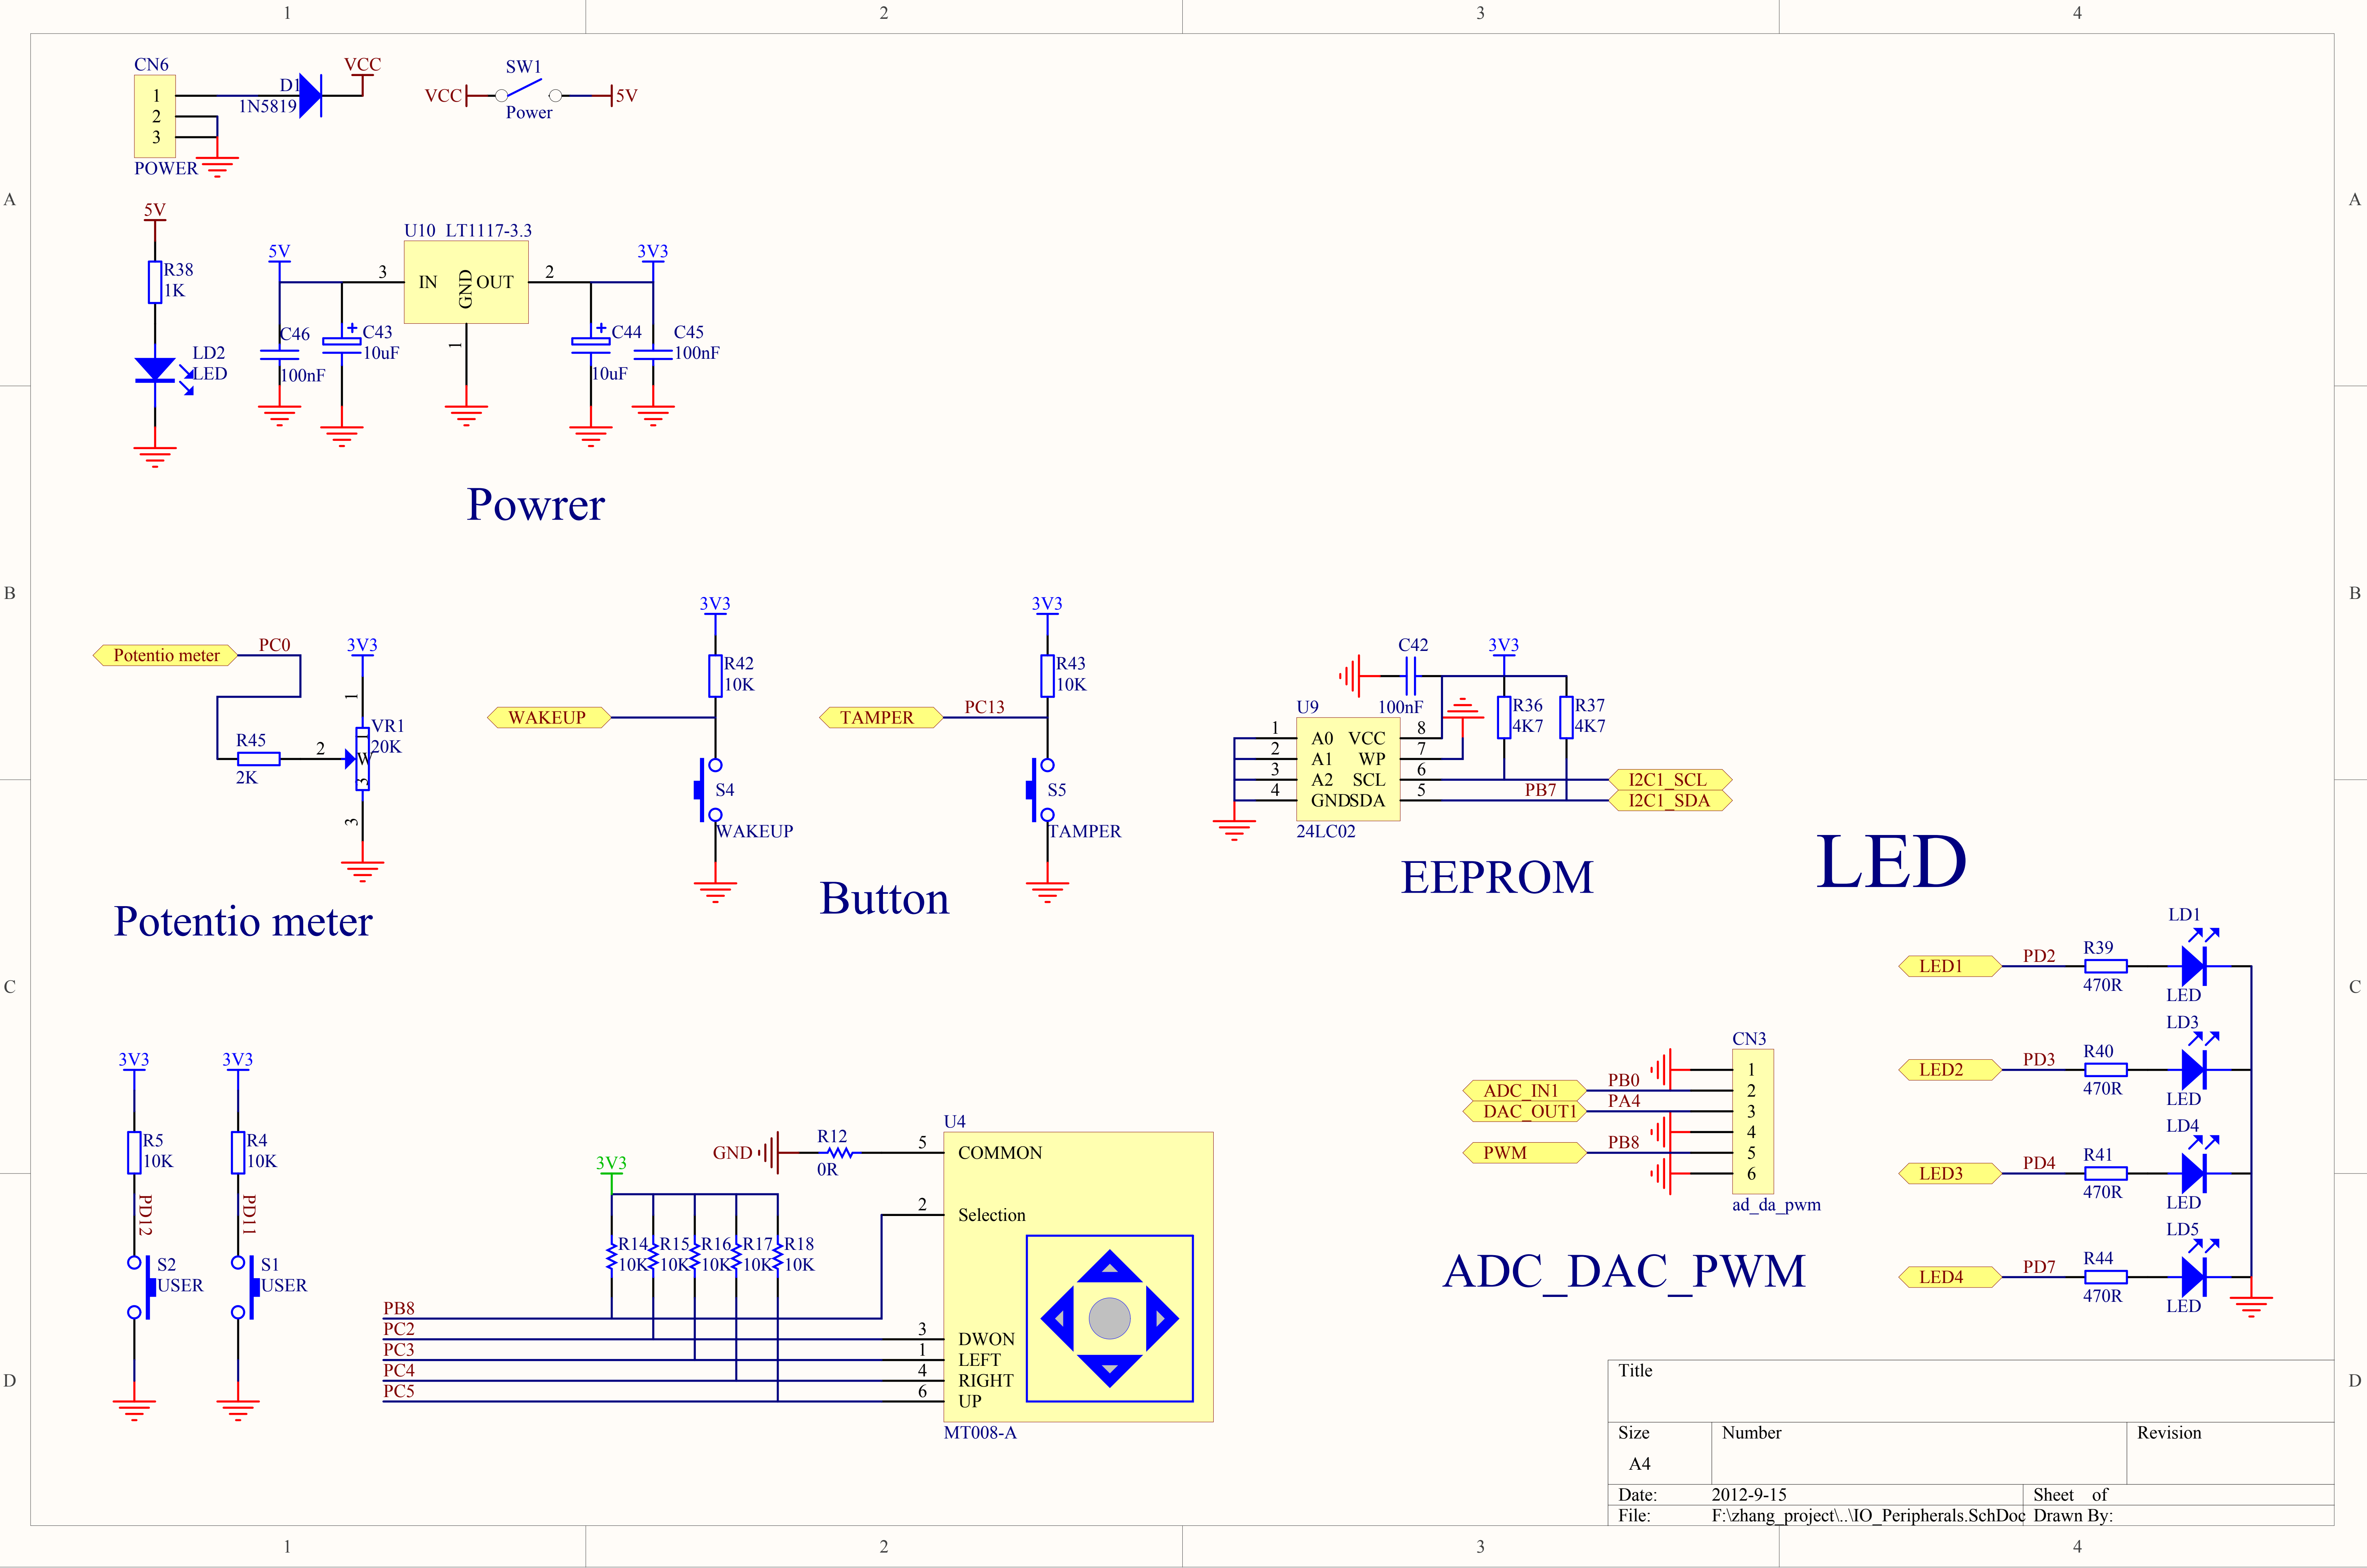 1 2 3 4
A A
B B
C C
D D
1 2 3 4
CN6
1
2
3
POWER
D1
1N5819
VCC
SW1
VCC 5V
Power
5V
R38
1K
LD2
LED
U10 LT1117-3.3
5V
3 IN GND OUT 2
1
3V3
C46
100nF
C43
10uF
C44
10uF
C45
100nF
Powrer
Potentio meter PC0
3V3
1
VR1
20K
1
W
3
R45
2K
2
3
Potentio meter
3V3
R42
10K
WAKEUP
S4
WAKEUP
3V3
R43
10K
TAMPER PC13
S5
TAMPER
Button
C42
100nF
3V3
R36
4K7
R37
4K7
U9
1 A0 VCC 8
2 A1 WP 7
3 A2 SCL 6 I2C1_SCL
4 GND SDA 5 PB7 I2C1_SDA
24LC02
EEPROM
LED
LD1
LED1 PD2 R39
470R LED
LD3
LED2 PD3 R40
470R LED
LD4
LED3 PD4 R41
470R LED
LD5
LED4 PD7 R44
470R LED
3V3 3V3
R5
10K
R4
10K
PD12 PD11
S2
USER
S1
USER
U4
GND R12 5 COMMON
0R
3V3
2 Selection
R14 R15 R16 R17 R18
10K 10K 10K 10K 10K
PB8
PC2 3 DWON
PC3 1 LEFT
PC4 4 RIGHT
PC5 6 UP
MT008-A
CN3
1
ADC_IN1 PB0 2
DAC_OUT1 PA4 3
4
PWM PB8 5
6
ad_da_pwm
ADC_DAC_PWM
Title
Size Number Revision
A4
Date: 2012-9-15 Sheet of
File: F:\zhang_project\..\IO_Peripherals.SchDoc Drawn By: